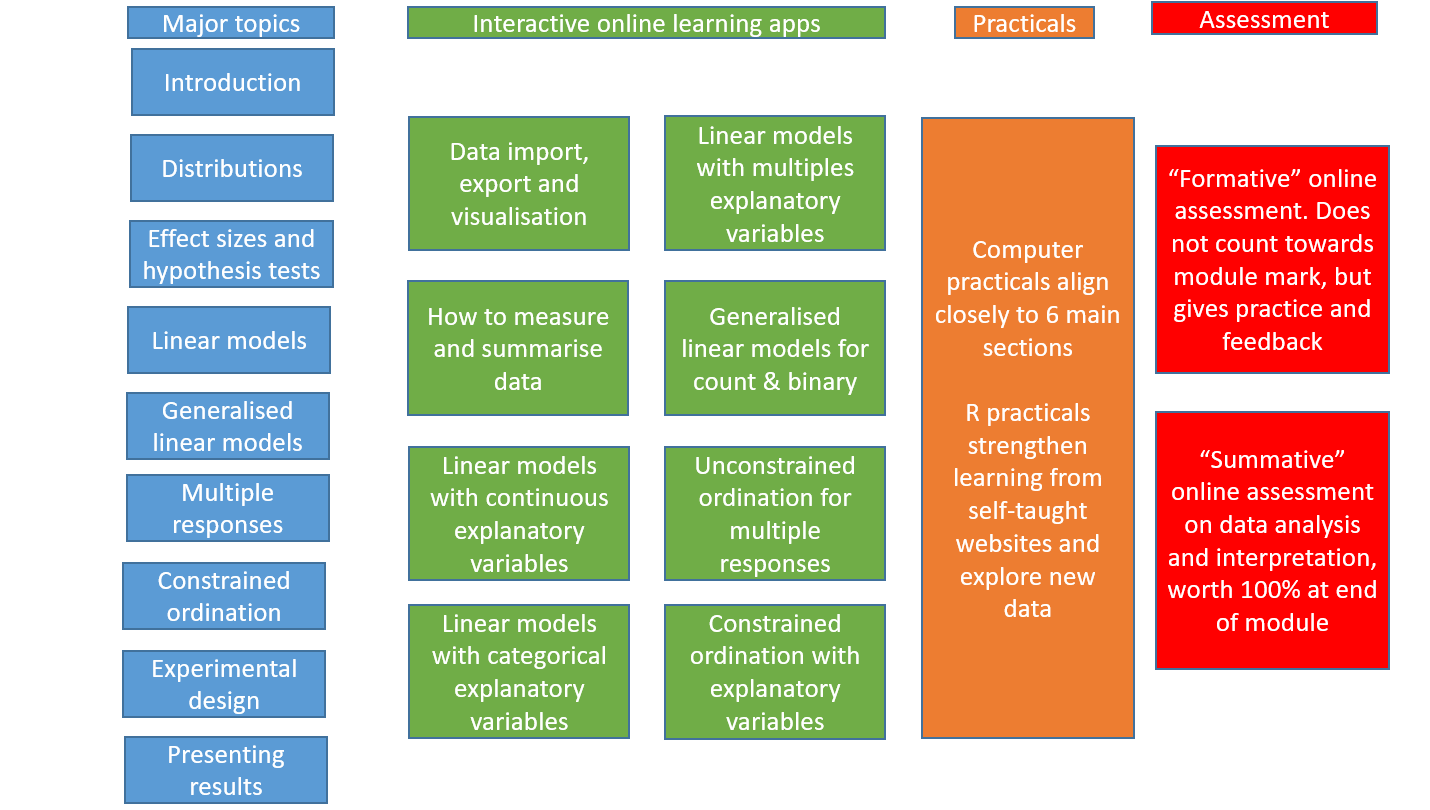 Major topics
Introduction
Distributions
Effect sizes and
hypothesis tests
Linear models
Generalised
linear models
Multiple
responses
Constrained
ordination
Experimental
design
Presenting
results
Interactive online learning apps
Data import,
export and
visualisation
How to measure
and summarise
data
Linear models
with continuous
explanatory
variables
Linear models
with categorical
explanatory
variables
Linear models
with multiples
explanatory
variables
Generalised
linear models for
count & binary
Unconstrained
ordination for
multiple
responses
Constrained
ordination with
explanatory
variables
Practicals
Computer
practicals align
closely to 6 main
sections
R practicals
strengthen
learning from
self-taught
websites and
explore new
data
Assessment
“Formative” online
assessment. Does
not count towards
module mark, but
gives practice and
feedback
“Summative”
online assessment
on data analysis
and interpretation,
worth 100% at end
of module